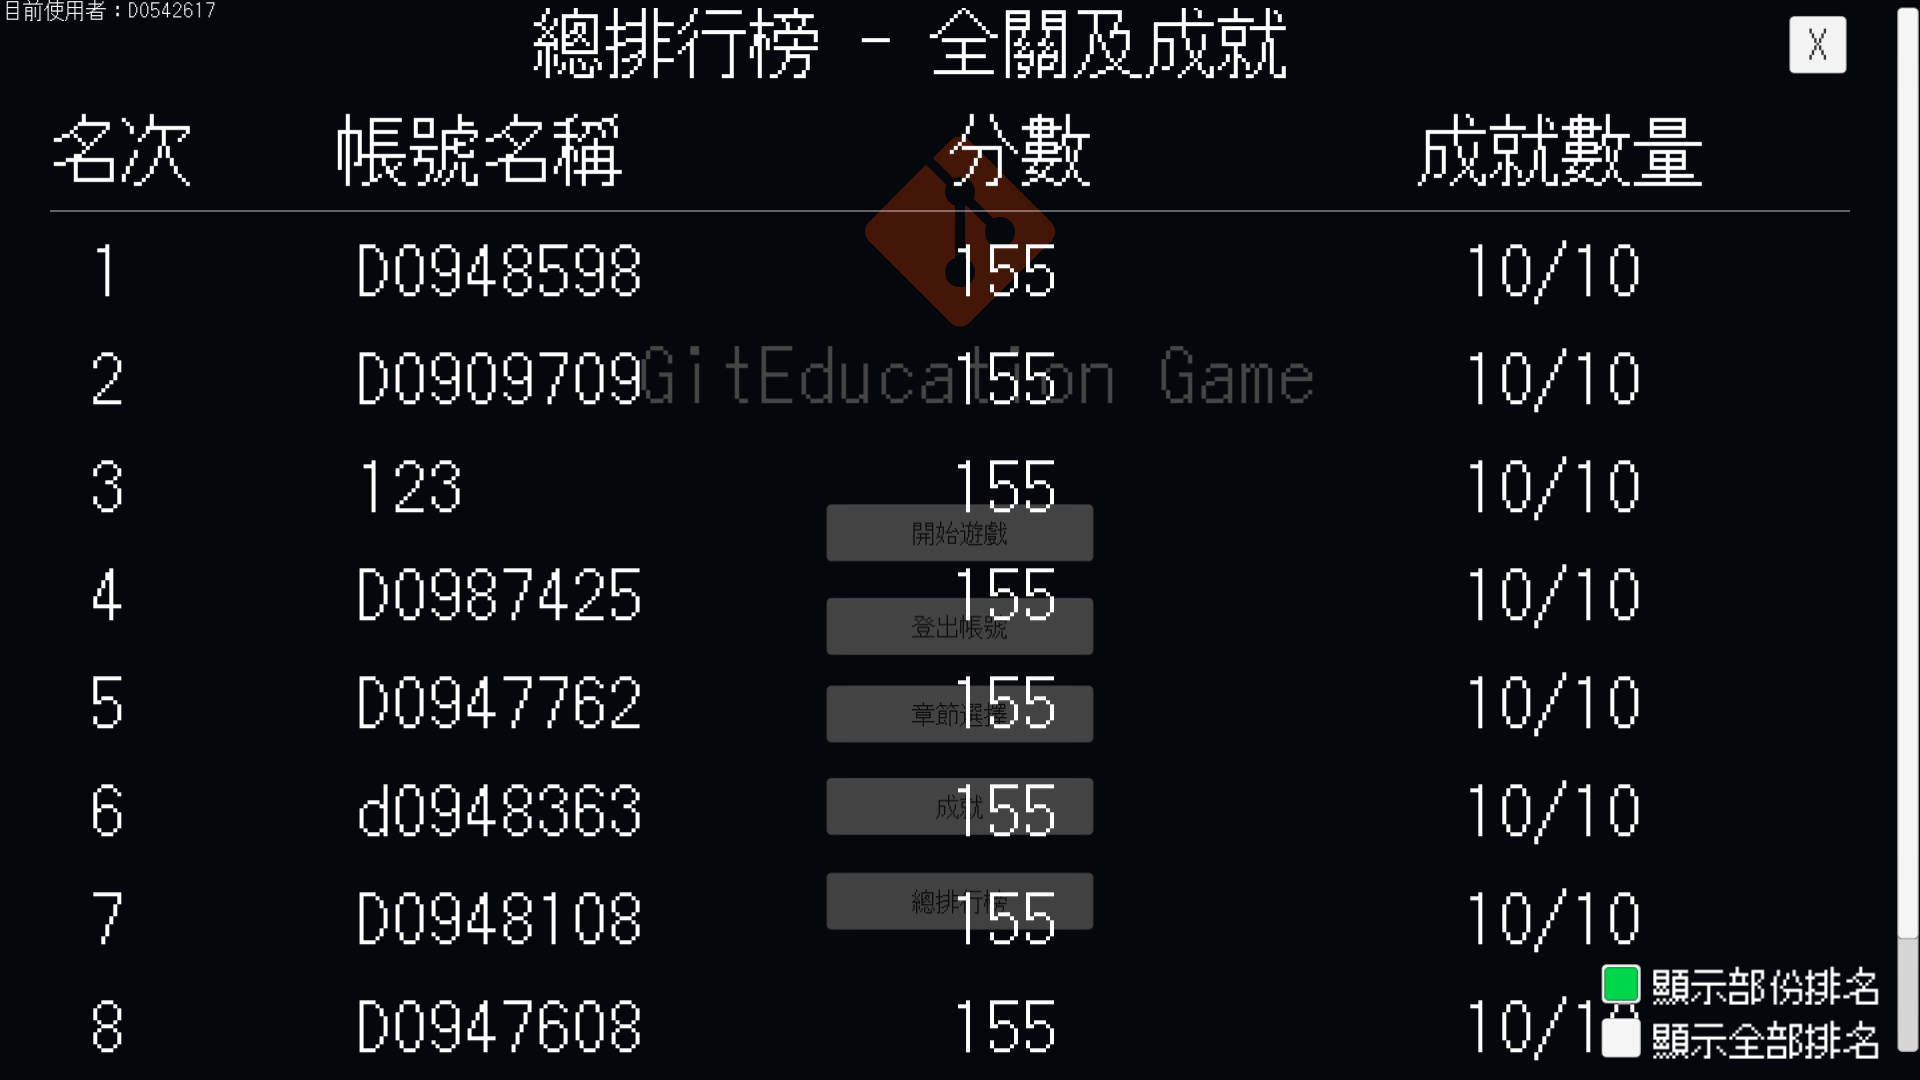 目前使用者：D0542617
總排行榜 - 全關及成就
X
名次 帳號名稱 分數 成就數量
1 D0948598 155 10/10
2 D0909709 155 10/10
GitEducation Game
3 123 155 10/10
開始遊戲
4 D0987425 155 10/10
登出帳號
5 D0947762 155 10/10
章節選擇
6 d0948363 155 10/10
成就
7 D0948108 155 10/10
總排行榜
顯示部份排名
8 D0947608 155 10/1
顯示全部排名